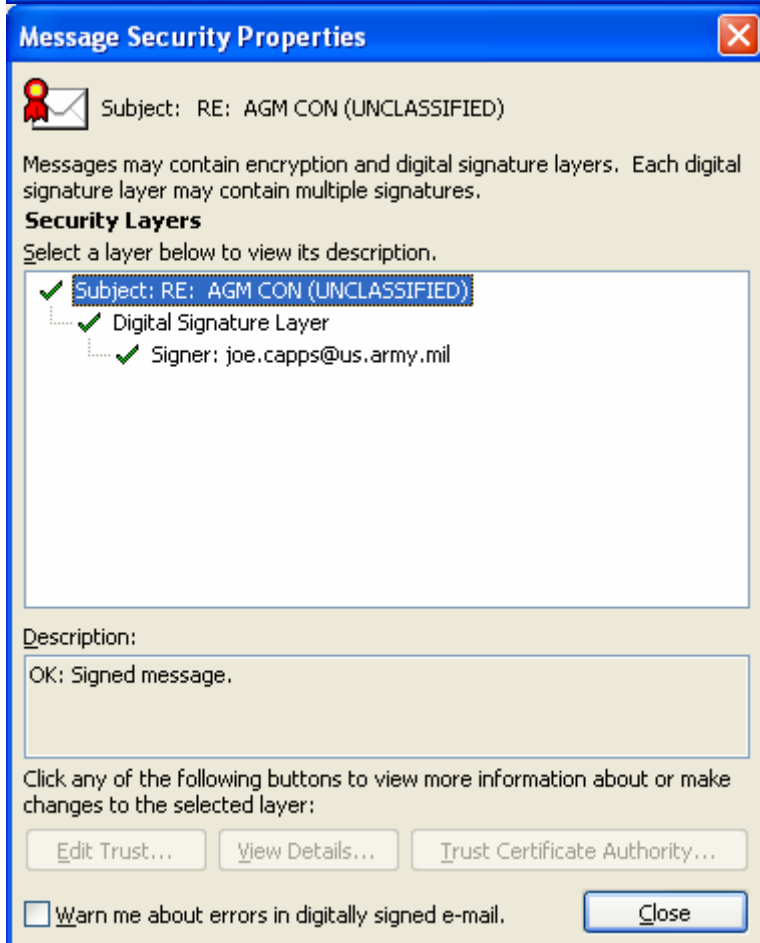 Message Security Properties
Subject: RE: AGM CON (UNCLASSIFIED)
Messages may contain encryption and digital signature layers. Each digital
signature layer may contain multiple signatures.
Security Layers
Select a layer below to view its description.
Subject: RE: AGM CON (UNCLASSIFIED)
Digital Signature Layer
Signer: joe.capps@us.army.mil
Description:
OK: Signed message.
Click any of the following buttons to view more information about or make
changes to the selected layer:
Edit Trust... View Details... Trust Certificate Authority...
Warn me about errors in digitally signed e-mail. Close